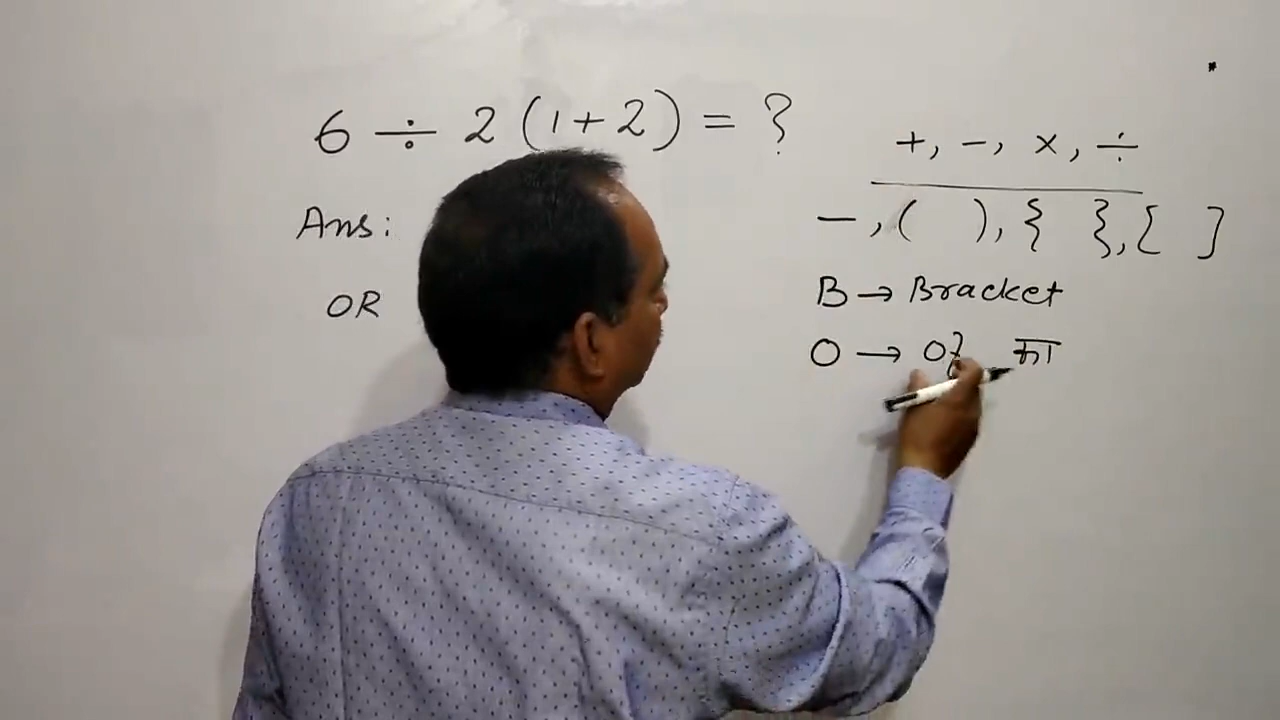 6 ÷ 2 (1+2) = ?
Ans:
OR
+, -, ×, ÷
—, ( ), { }, [ ]
B → Bracket
O → Of का